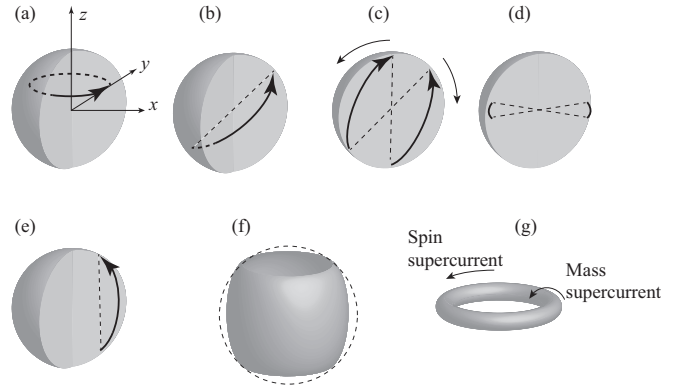 (a)
(b)
(c)
(d)
z
y
x
(e)
(f)
(g)
Spin
supercurrent
Mass
supercurrent